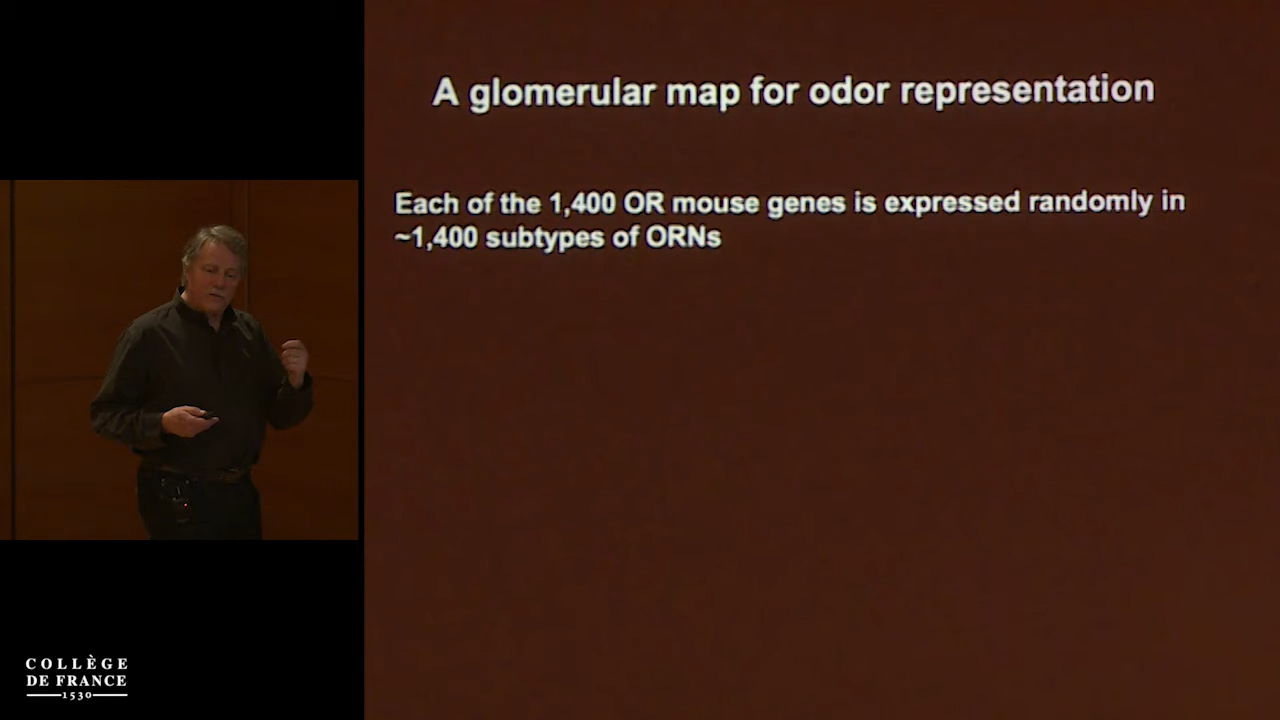 A glomerular map for odor representation
Each of the 1,400 OR mouse genes is expressed randomly in
~1,400 subtypes of ORNs
COLLÈGE
DE FRANCE
1530